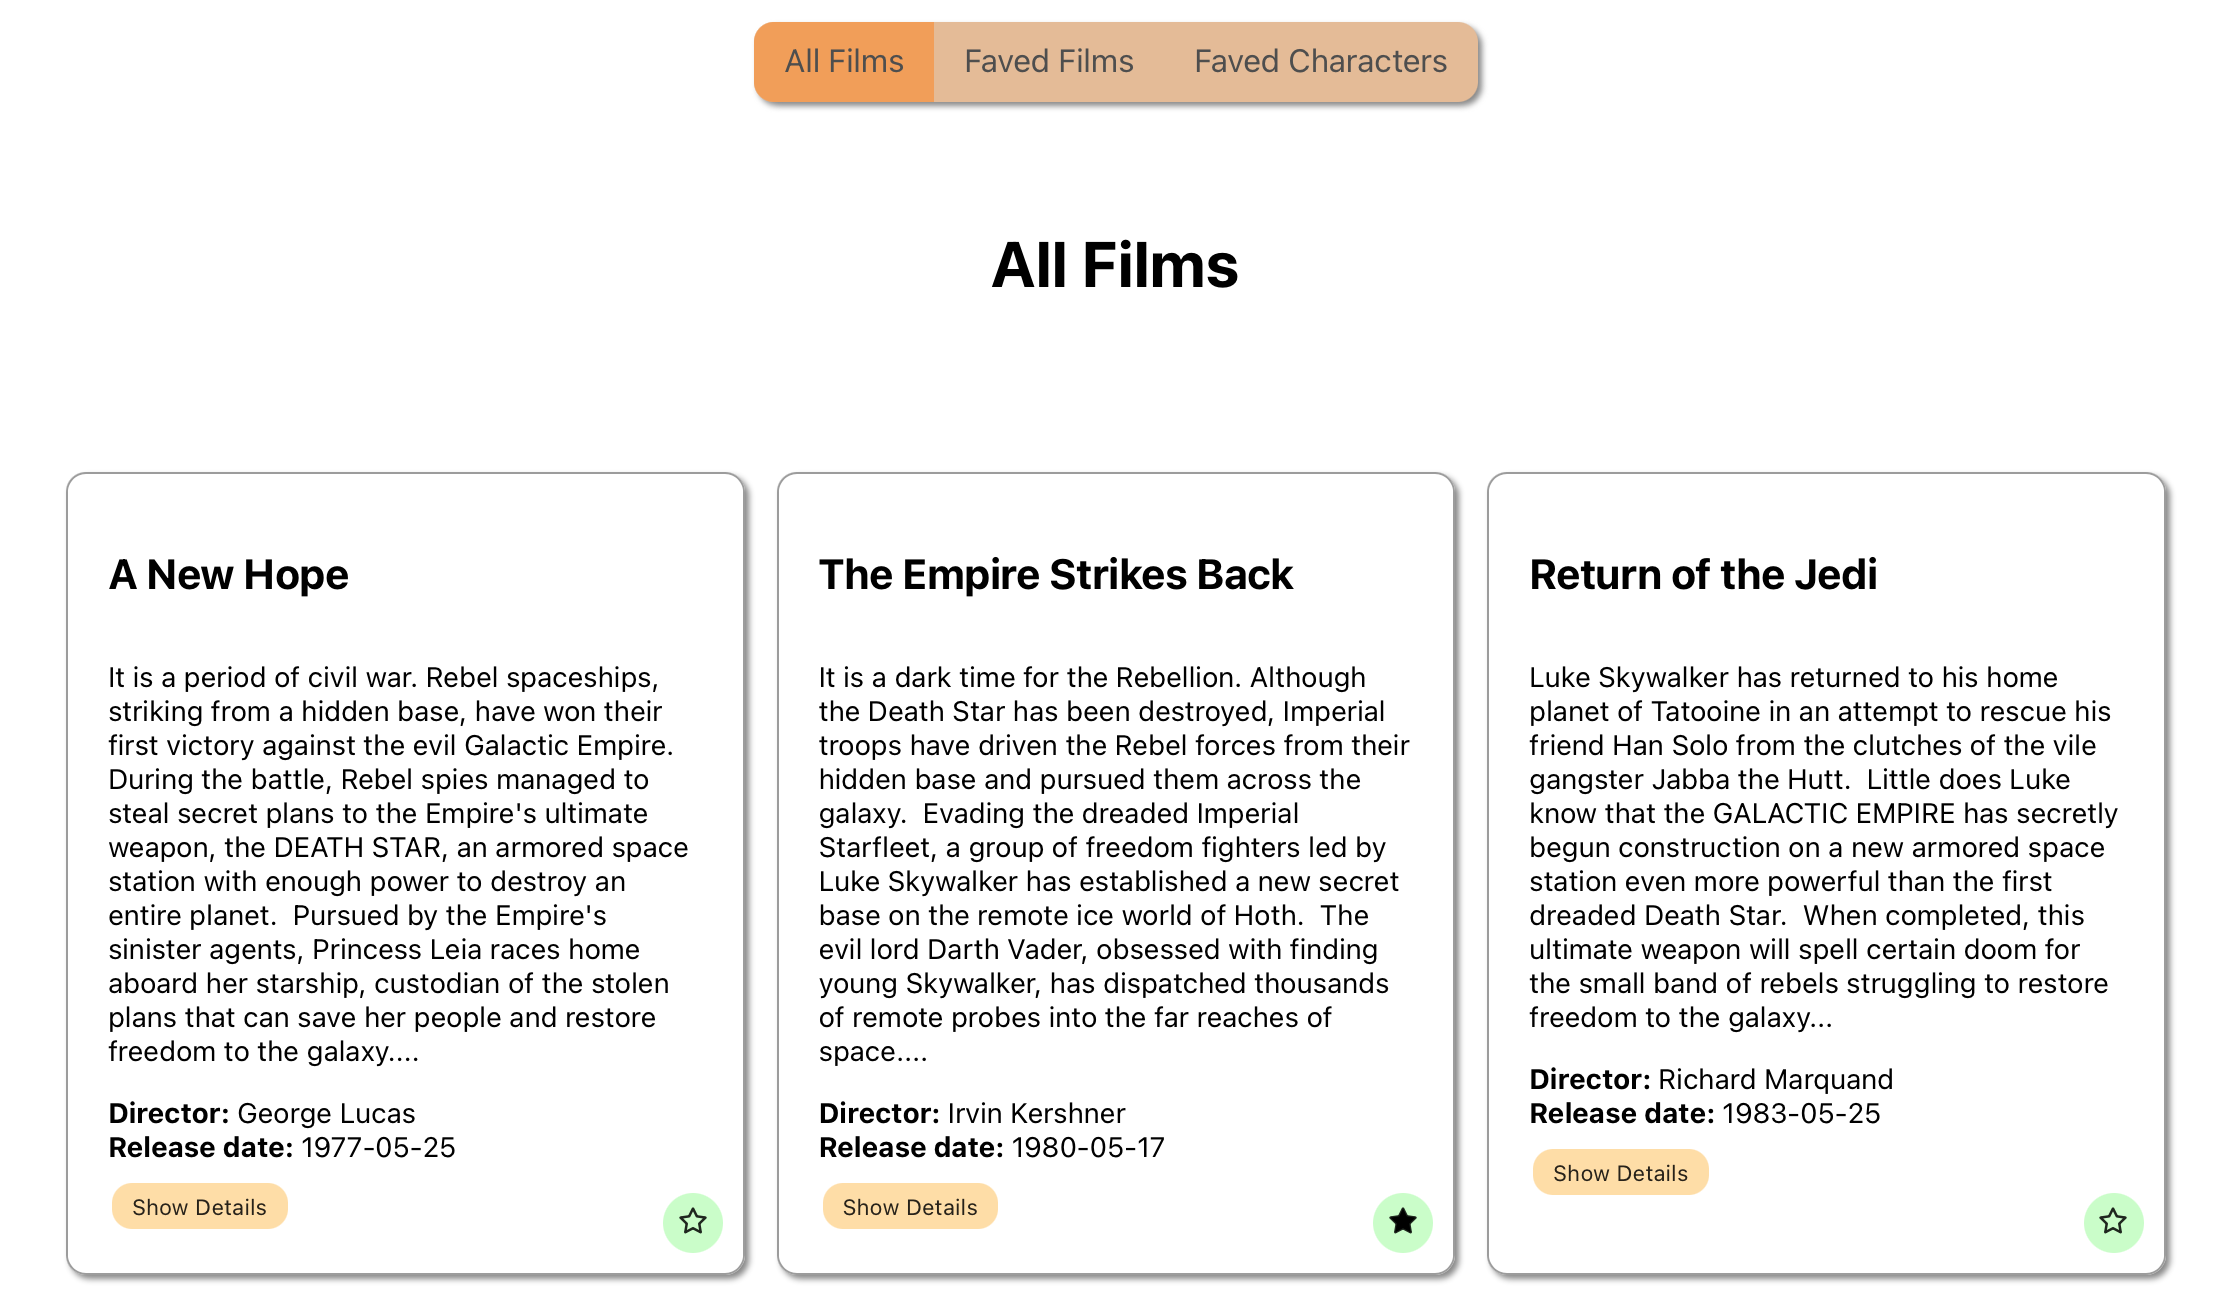 All Films
Faved Films
Faved Characters
All Films
A New Hope
It is a period of civil war. Rebel spaceships,
striking from a hidden base, have won their
first victory against the evil Galactic Empire.
During the battle, Rebel spies managed to
steal secret plans to the Empire's ultimate
weapon, the DEATH STAR, an armored space
station with enough power to destroy an
entire planet.  Pursued by the Empire's
sinister agents, Princess Leia races home
aboard her starship, custodian of the stolen
plans that can save her people and restore
freedom to the galaxy....
Director: George Lucas
Release date: 1977-05-25
Show Details
The Empire Strikes Back
It is a dark time for the Rebellion. Although
the Death Star has been destroyed, Imperial
troops have driven the Rebel forces from their
hidden base and pursued them across the
galaxy.  Evading the dreaded Imperial
Starfleet, a group of freedom fighters led by
Luke Skywalker has established a new secret
base on the remote ice world of Hoth.  The
evil lord Darth Vader, obsessed with finding
young Skywalker, has dispatched thousands
of remote probes into the far reaches of
space....
Director: Irvin Kershner
Release date: 1980-05-17
Show Details
Return of the Jedi
Luke Skywalker has returned to his home
planet of Tatooine in an attempt to rescue his
friend Han Solo from the clutches of the vile
gangster Jabba the Hutt.  Little does Luke
know that the GALACTIC EMPIRE has secretly
begun construction on a new armored space
station even more powerful than the first
dreaded Death Star.  When completed, this
ultimate weapon will spell certain doom for
the small band of rebels struggling to restore
freedom to the galaxy...
Director: Richard Marquand
Release date: 1983-05-25
Show Details